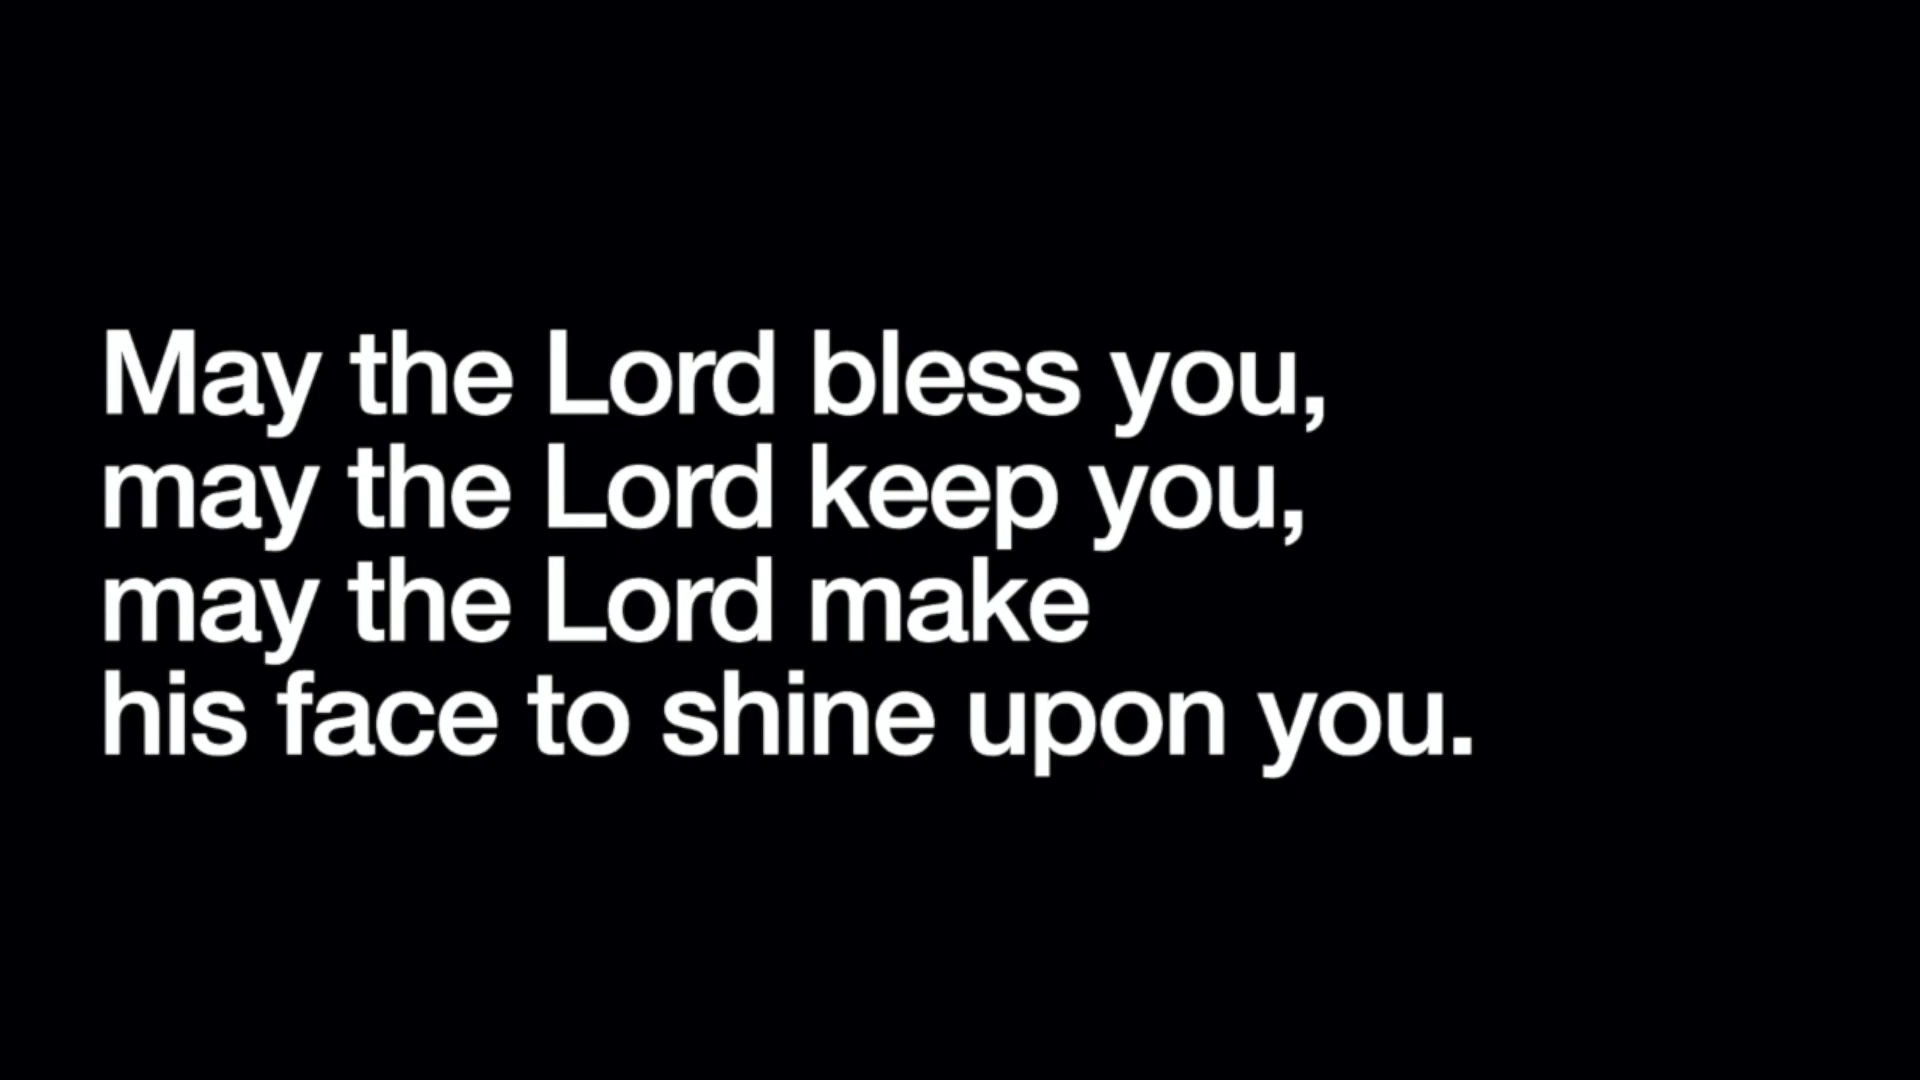 May the Lord bless you,
may the Lord keep you,
may the Lord make
his face to shine upon you.